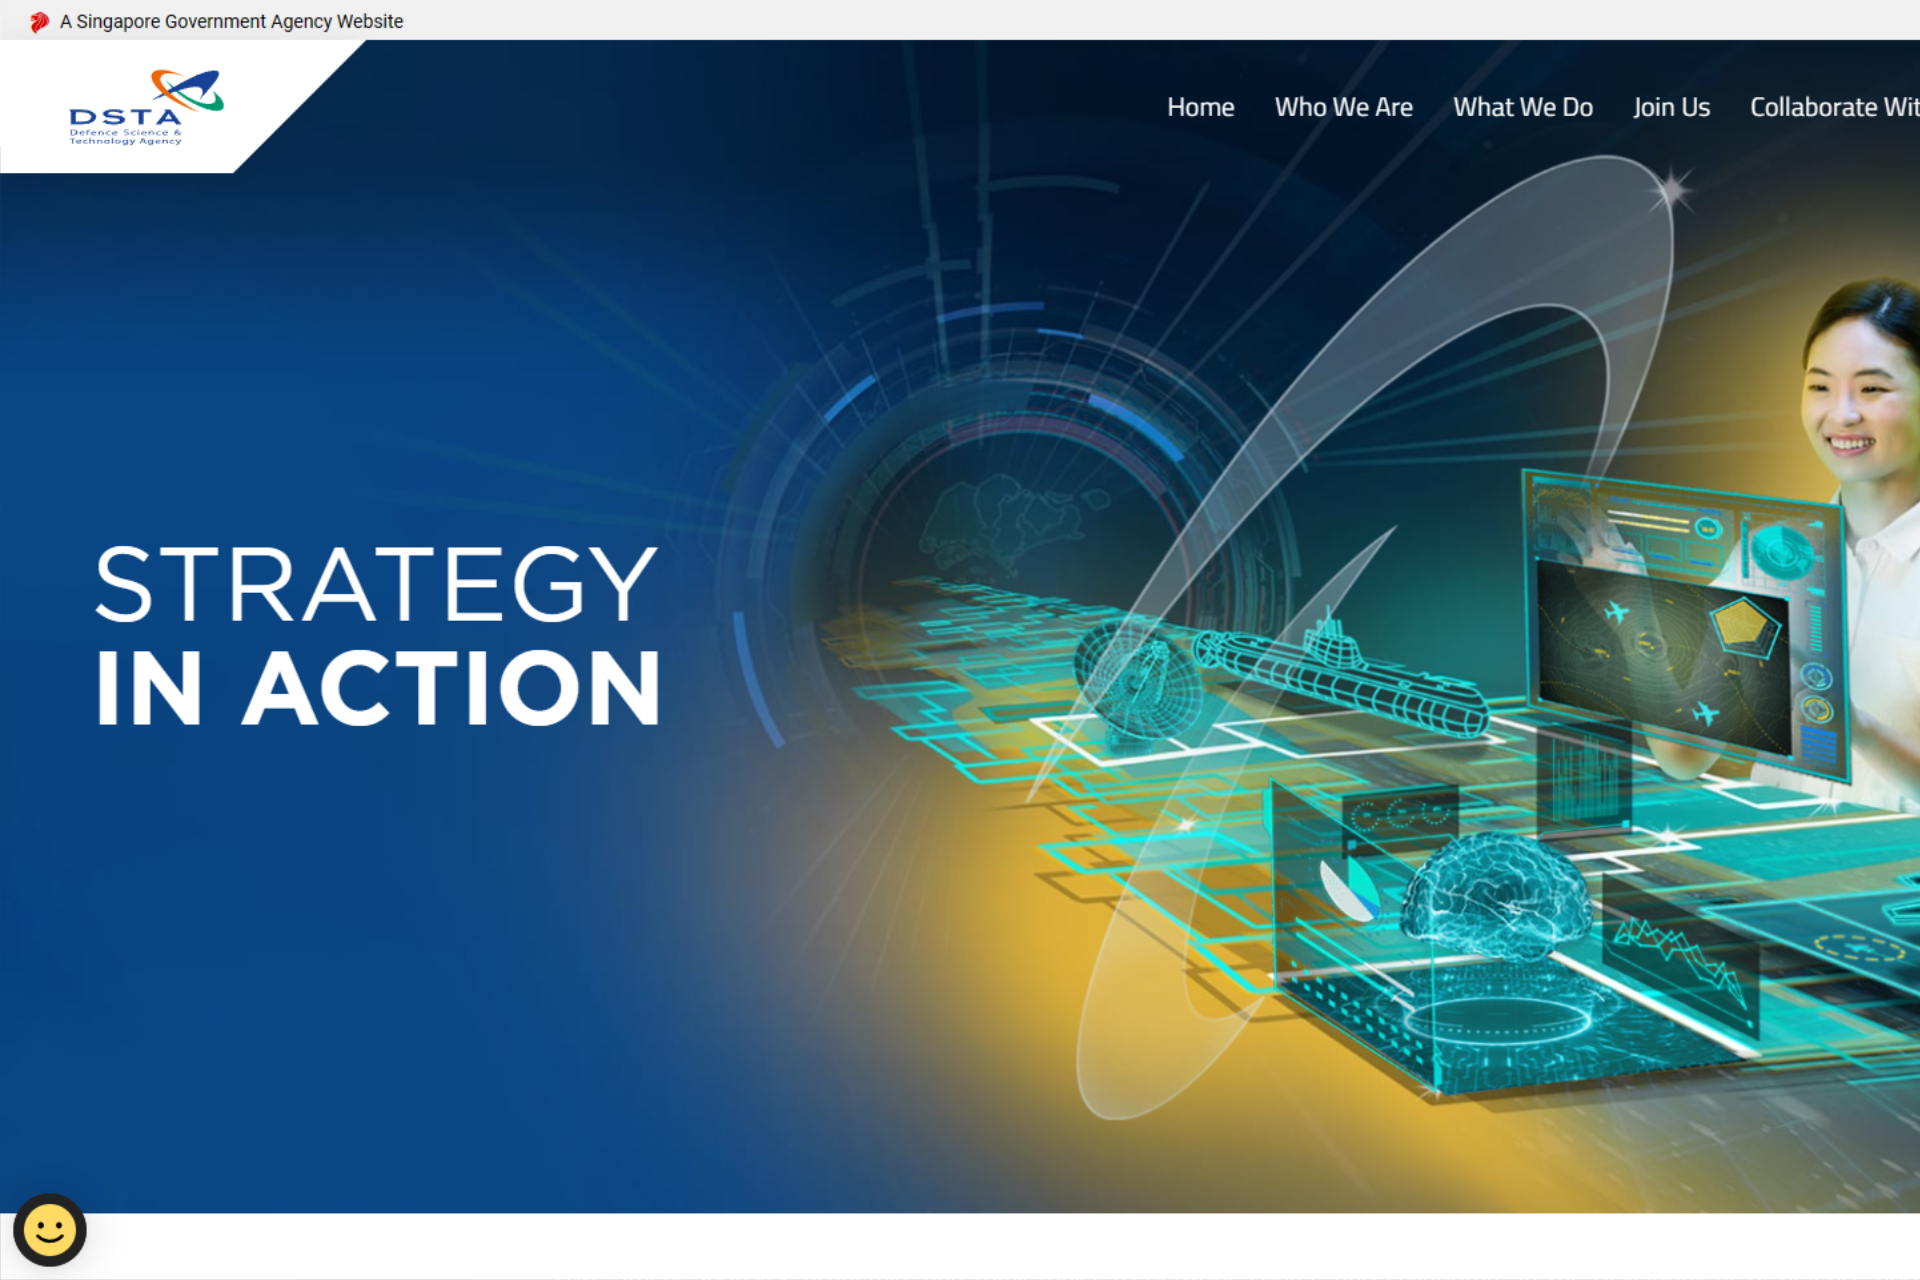 A Singapore Government Agency Website
DSTA
Defence Science &
Technology Agency
Home Who We Are What We Do Join Us Collaborate Wit
STRATEGY
IN ACTION